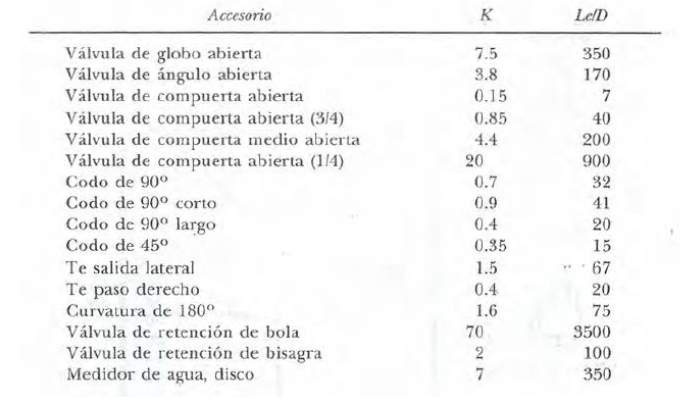 Accesorio K Le/D
Válvula de globo abierta 7.5 350
Válvula de ángulo abierta 3.8 170
Válvula de compuerta abierta 0.15 7
Válvula de compuerta abierta (3/4) 0.85 40
Válvula de compuerta medio abierta 4.4 200
Válvula de compuerta abierta (1/4) 20 900
Codo de 90º 0.7 32
Codo de 90º corto 0.9 41
Codo de 90º largo 0.4 20
Codo de 45º 0.35 15
Te salida lateral 1.5 67
Te paso derecho 0.4 20
Curvatura de 180º 1.6 75
Válvula de retención de bola 70 3500
Válvula de retención de bisagra 2 100
Medidor de agua, disco 7 350